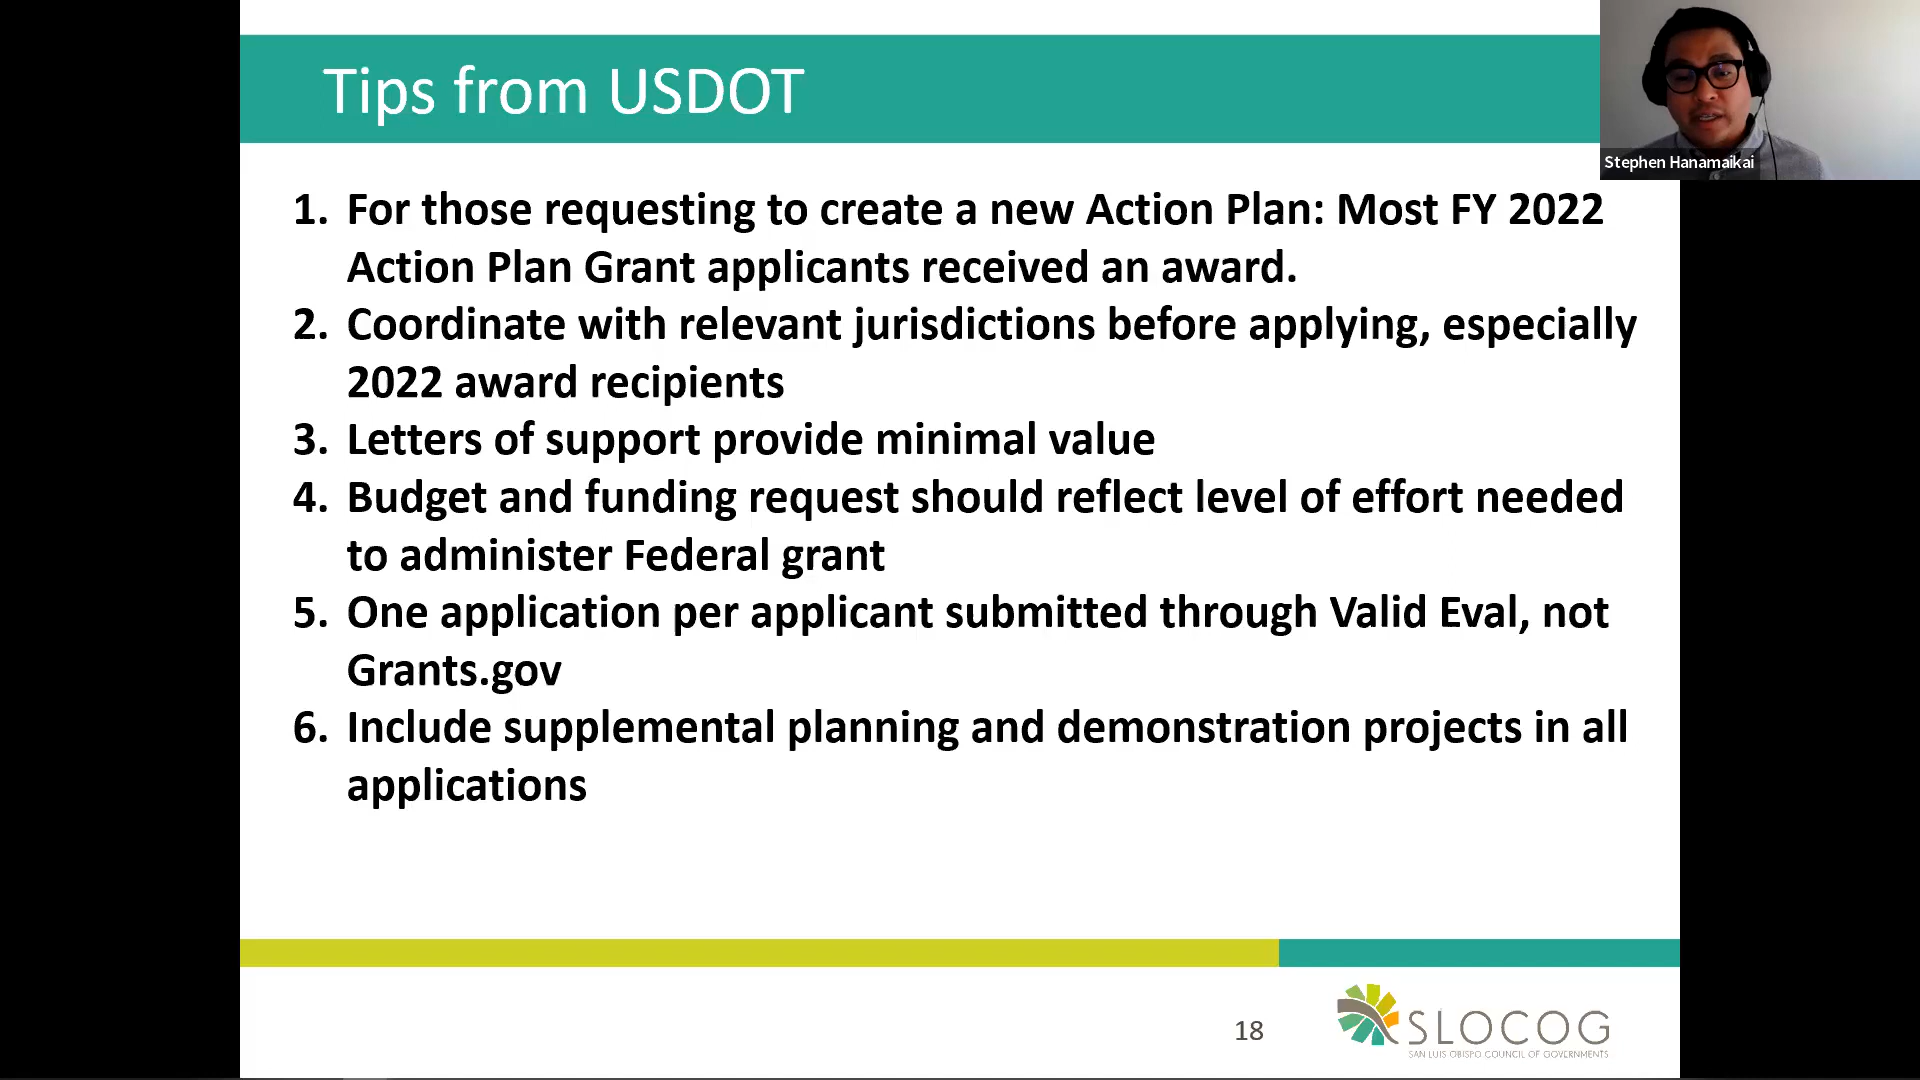 Tips from USDOT
Stephen Hanamaikai
1. For those requesting to create a new Action Plan: Most FY 2022
Action Plan Grant applicants received an award.
2. Coordinate with relevant jurisdictions before applying, especially
2022 award recipients
3. Letters of support provide minimal value
4. Budget and funding request should reflect level of effort needed
to administer Federal grant
5. One application per applicant submitted through Valid Eval, not
Grants.gov
6. Include supplemental planning and demonstration projects in all
applications
18
SLOCOG
SAN LUIS OBISPO COUNCIL OF GOVERNMENTS